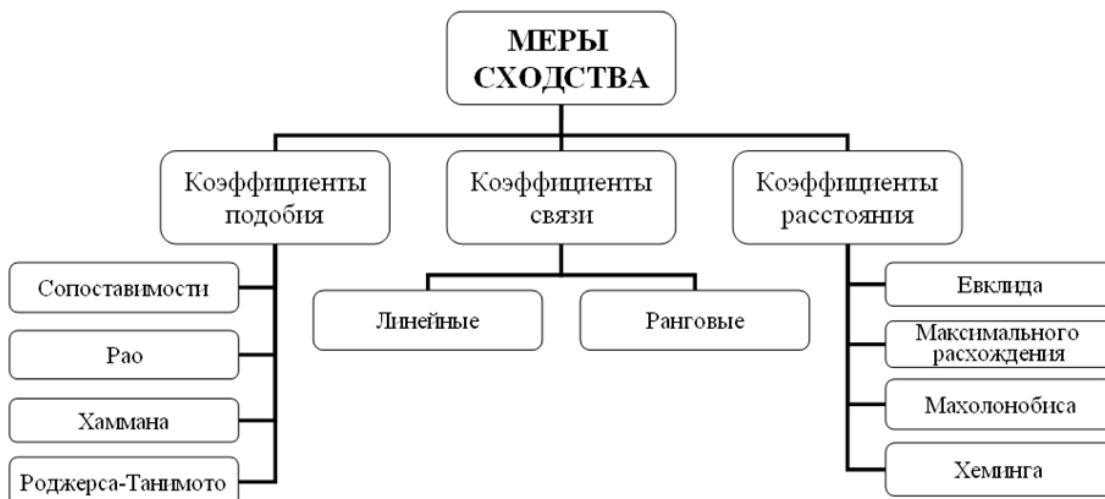 МЕРЫ
СХОДСТВА
Коэффициенты
подобия
Коэффициенты
связи
Коэффициенты
расстояния
Сопоставимости
Рао
Хаммана
Роджерса-Танимото
Линейные
Ранговые
Евклида
Максимального
расхождения
Махолонобиса
Хеминга